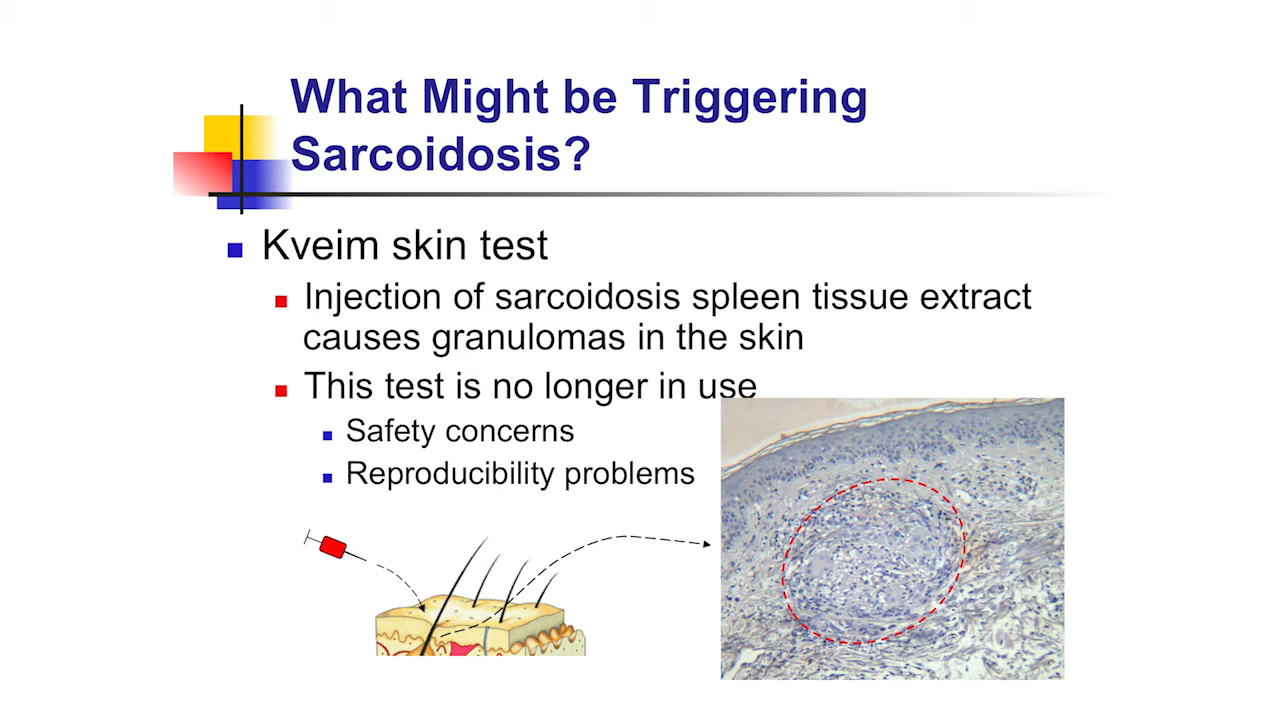 What Might be Triggering
Sarcoidosis?
Kveim skin test
Injection of sarcoidosis spleen tissue extract
causes granulomas in the skin
This test is no longer in use
Safety concerns
Reproducibility problems